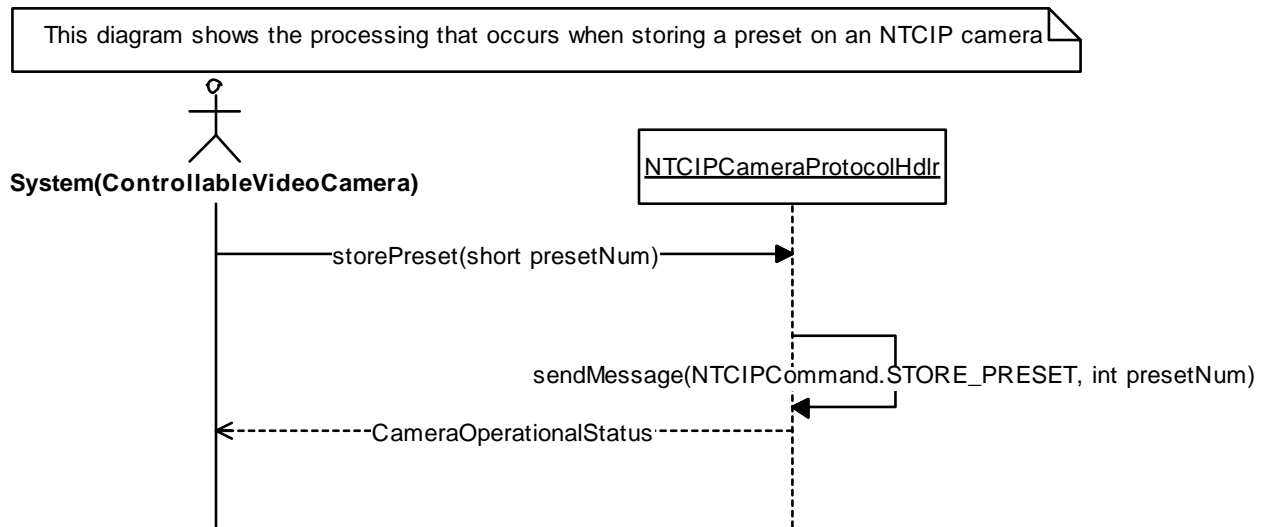 This diagram shows the processing that occurs when storing a preset on an NTCIP camera
System(ControllableVideoCamera)
NTCIPCameraProtocolHdlr
storePreset(short presetNum)
sendMessage(NTCIPCommand.STORE_PRESET, int presetNum)
CameraOperationalStatus